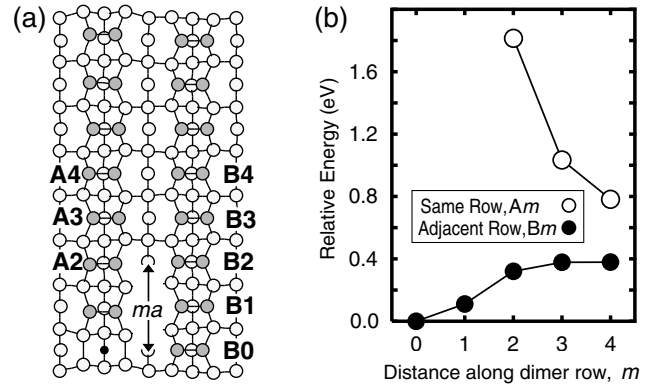 (a)
A4 B4
A3 B3
A2 B2
ma B1
B0
(b)
Relative Energy (eV)
1.6
1.2
0.8
0.4
0.0
Same Row, Am
Adjacent Row, Bm
0 1 2 3 4
Distance along dimer row, m